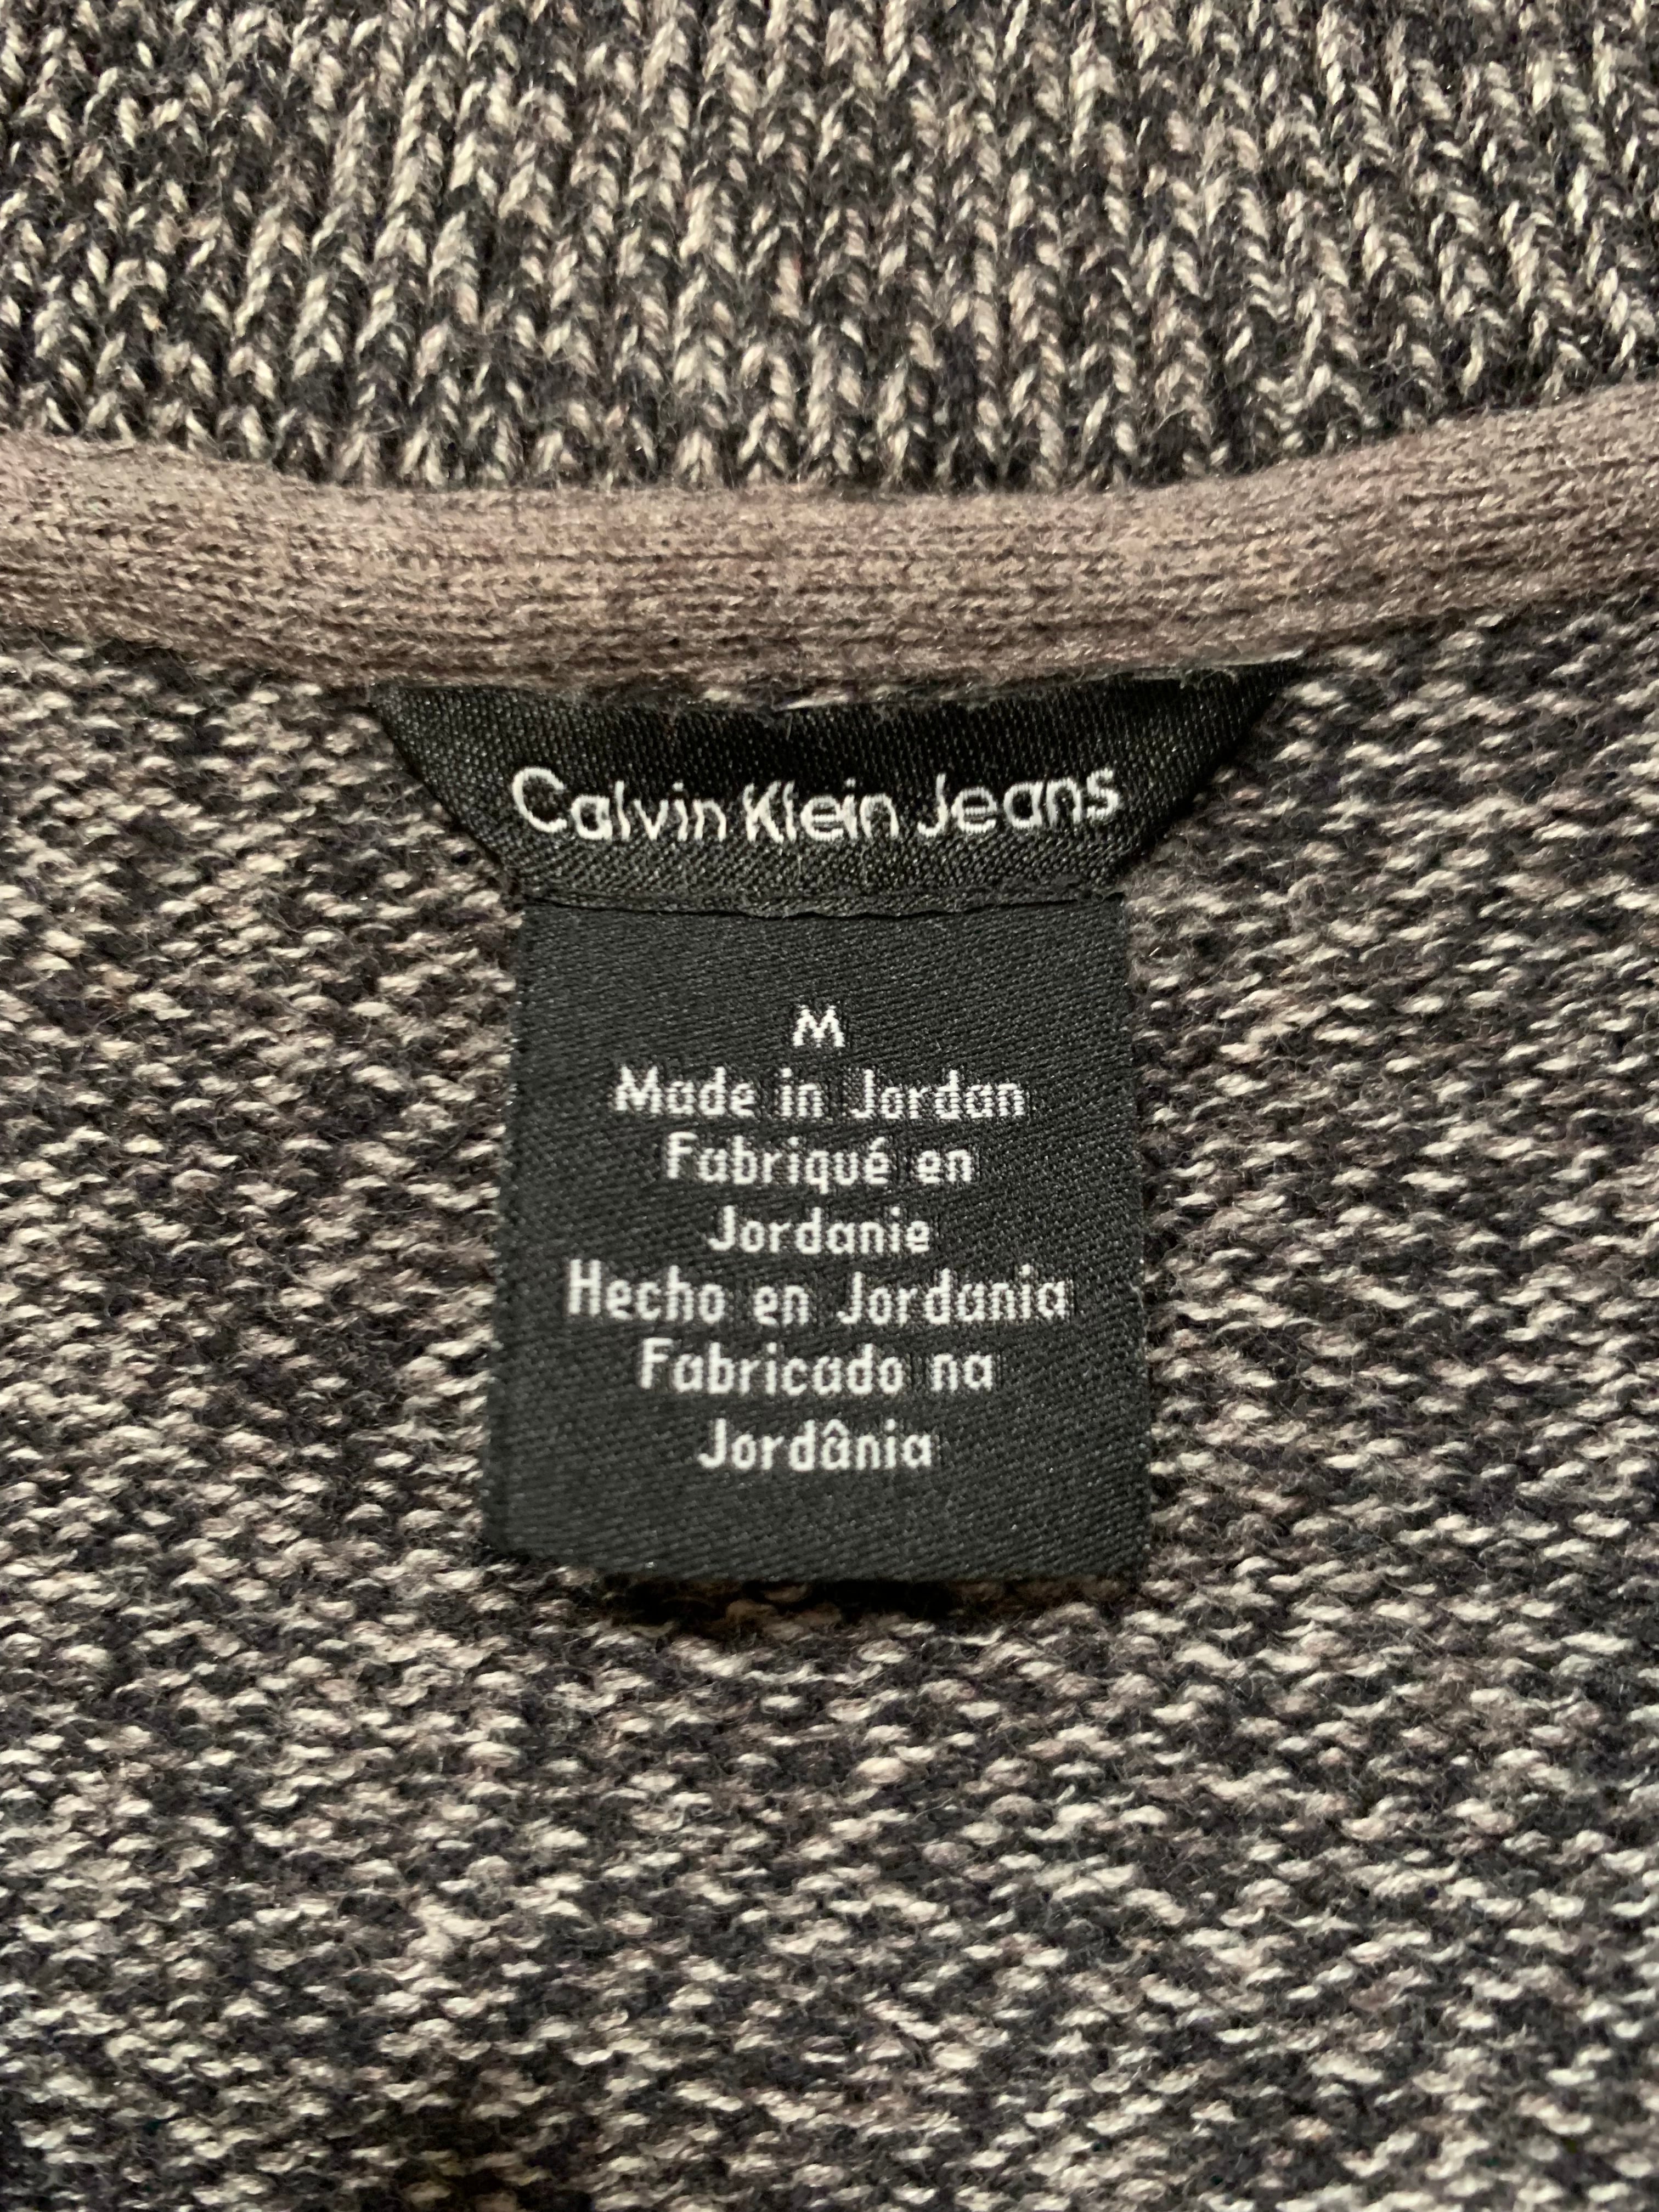 Calvin Klein Jeans
M
Made in Jordan
Fabriqué en
Jordanie
Hecho en Jordania
Fabricado na
Jordânia